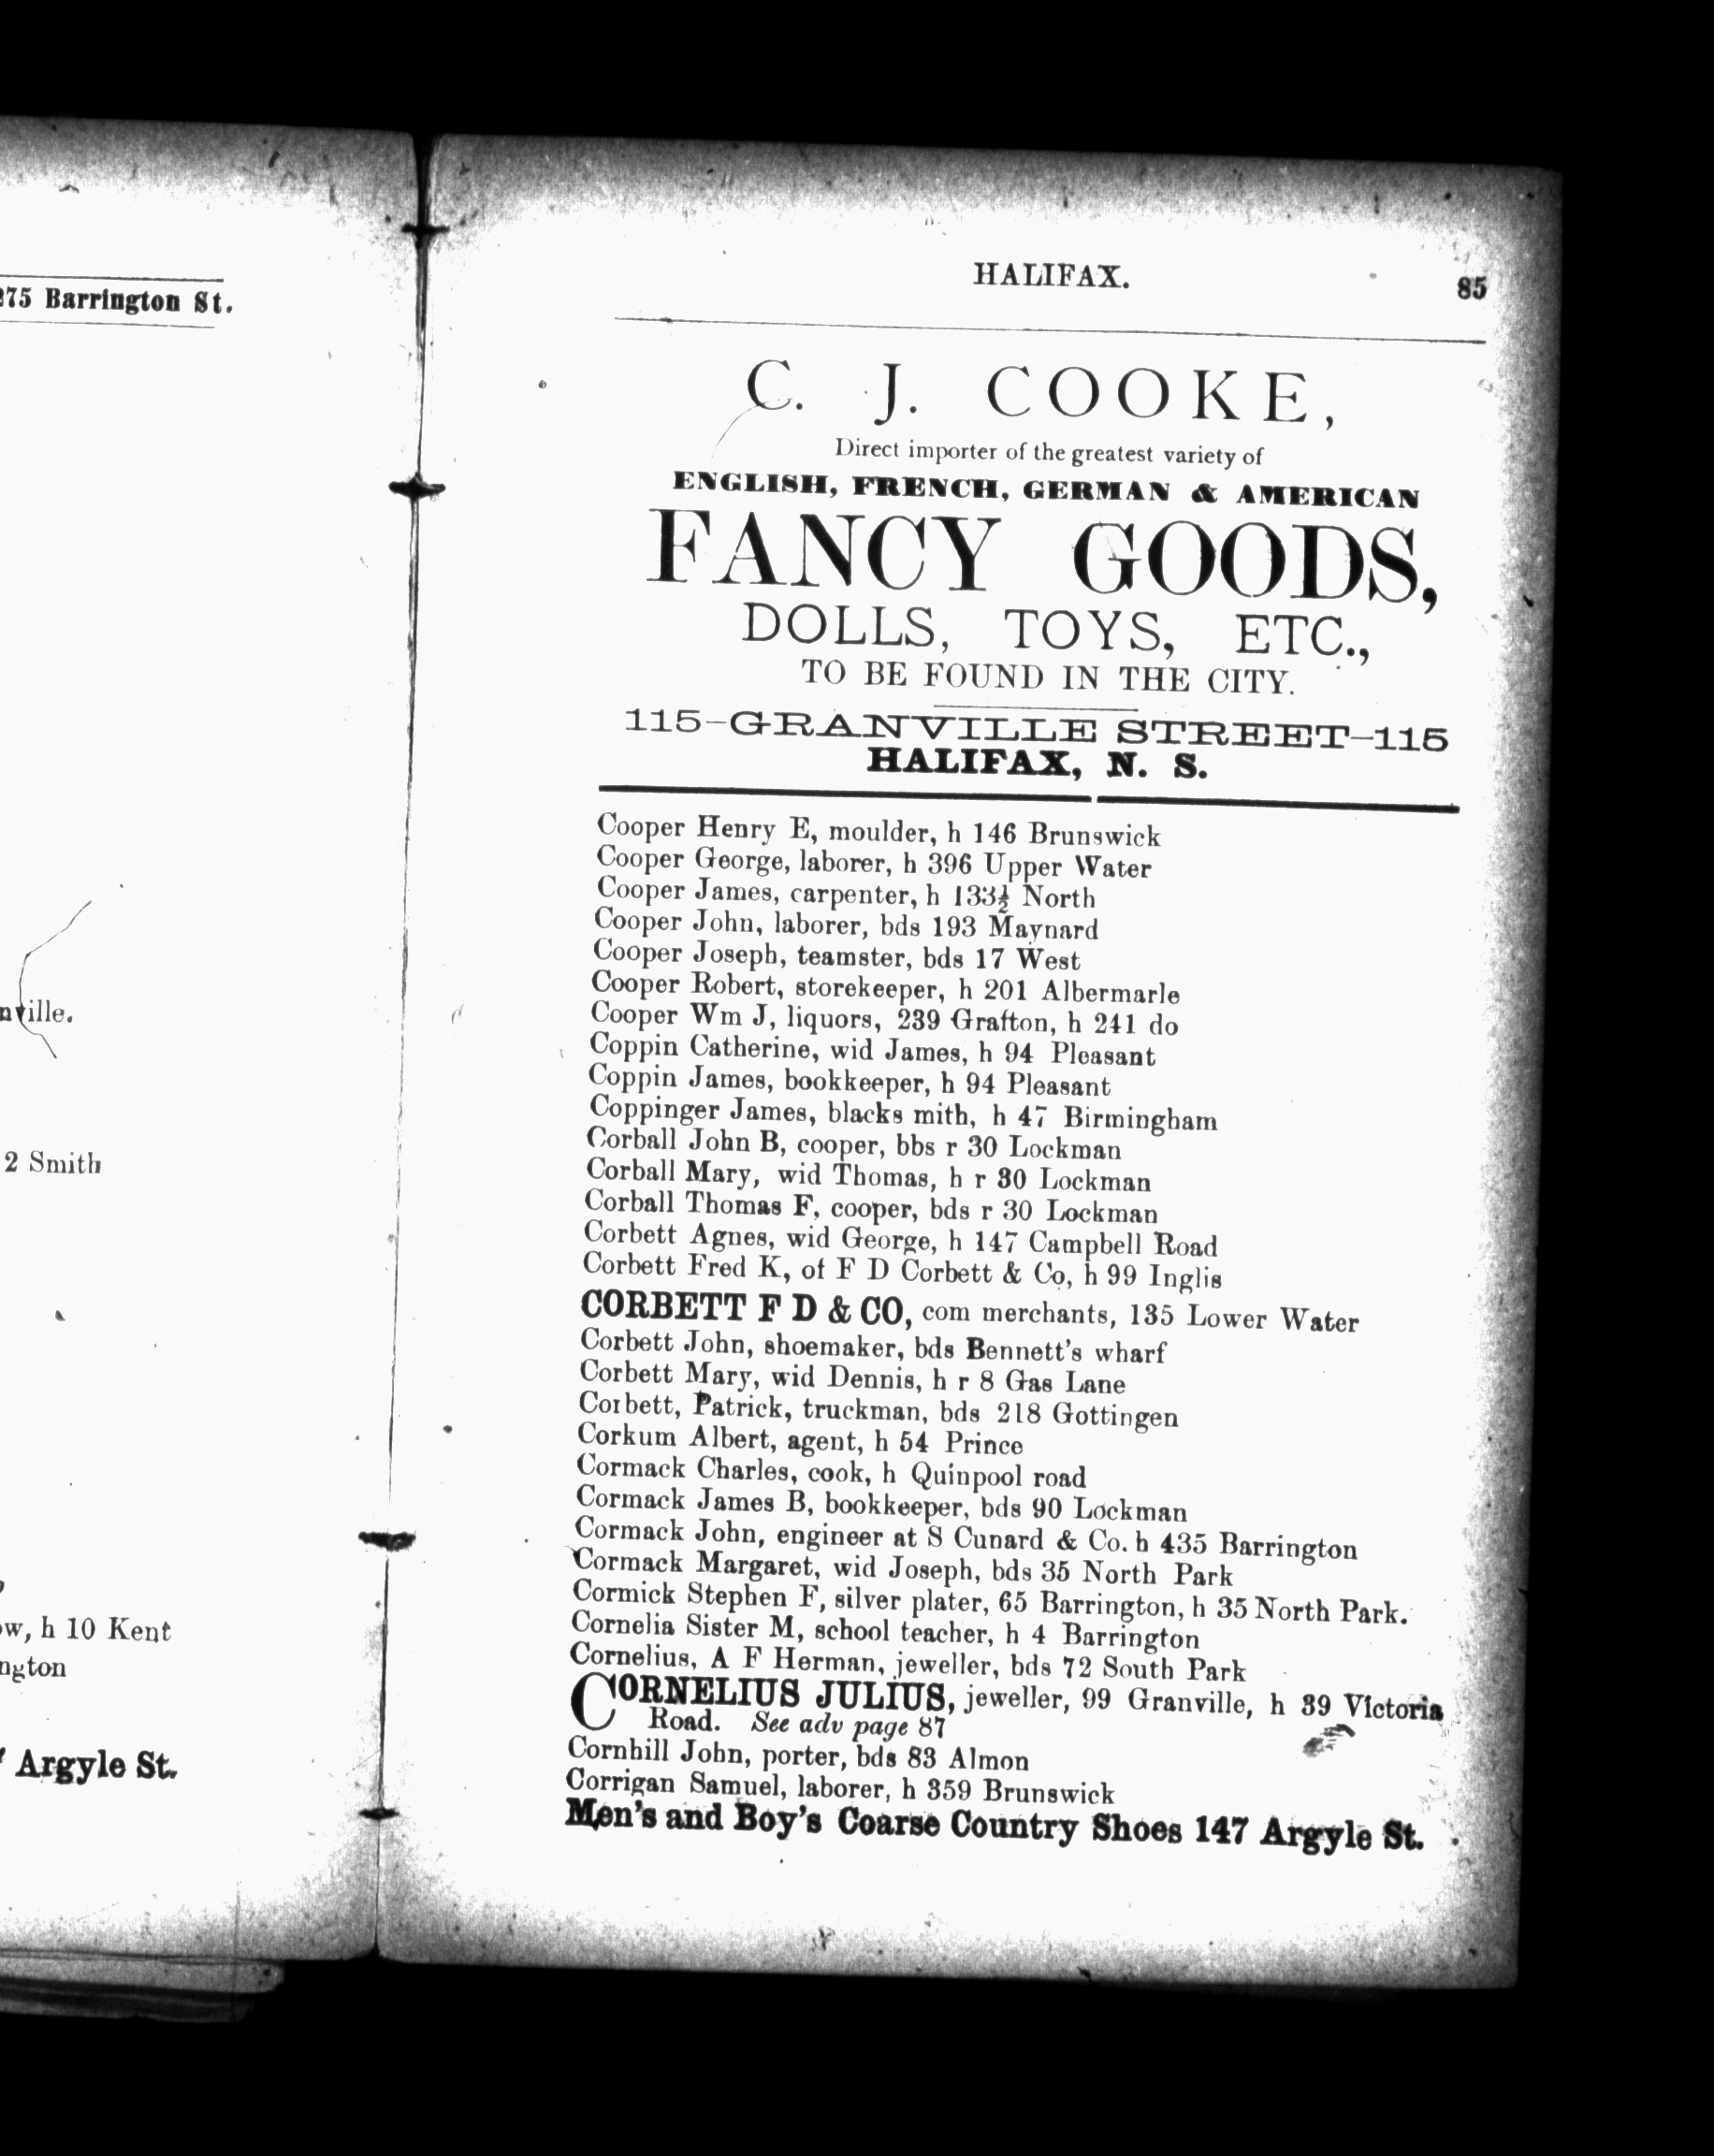 275 Barrington St.
nville.
2 Smith
ow, h 10 Kent
ngton
Argyle St.
HALIFAX.
85
C. J. COOKE,
Direct importer of the greatest variety of
ENGLISH, FRENCH, GERMAN & AMERICAN
FANCY GOODS,
DOLLS, TOYS, ETC.,
TO BE FOUND IN THE CITY.
115-GRANVILLE STREET-115
HALIFAX, N. S.
Cooper Henry E, moulder, h 146 Brunswick
Cooper George, laborer, h 396 Upper Water
Cooper James, carpenter, h 133½ North
Cooper John, laborer, bds 193 Maynard
Cooper Joseph, teamster, bds 17 West
Cooper Robert, storekeeper, h 201 Albermarle
Cooper Wm J, liquors, 239 Grafton, h 241 do
Coppin Catherine, wid James, h 94 Pleasant
Coppin James, bookkeeper, h 94 Pleasant
Coppinger James, blacks mith, h 47 Birmingham
Corball John B, cooper, bbs r 30 Lockman
Corball Mary, wid Thomas, h r 30 Lockman
Corball Thomas F, cooper, bds r 30 Lockman
Corbett Agnes, wid George, h 147 Campbell Road
Corbett Fred K, of F D Corbett & Co, h 99 Inglis
CORBETT F D & CO, com merchants, 135 Lower Water
Corbett John, shoemaker, bds Bennett's wharf
Corbett Mary, wid Dennis, h r 8 Gas Lane
Corbett, Patrick, truckman, bds 218 Gottingen
Corkum Albert, agent, h 54 Prince
Cormack Charles, cook, h Quinpool road
Cormack James B, bookkeeper, bds 90 Lockman
Cormack John, engineer at S Cunard & Co. h 435 Barrington
Cormack Margaret, wid Joseph, bds 35 North Park
Cormick Stephen F, silver plater, 65 Barrington, h 35 North Park.
Cornelia Sister M, school teacher, h 4 Barrington
Cornelius, A F Herman, jeweller, bds 72 South Park
CORNELIUS JULIUS, jeweller, 99 Granville, h 39 Victoria
Road. See adv page 87
Cornhill John, porter, bds 83 Almon
Corrigan Samuel, laborer, h 359 Brunswick
Men's and Boy's Coarse Country Shoes 147 Argyle St.